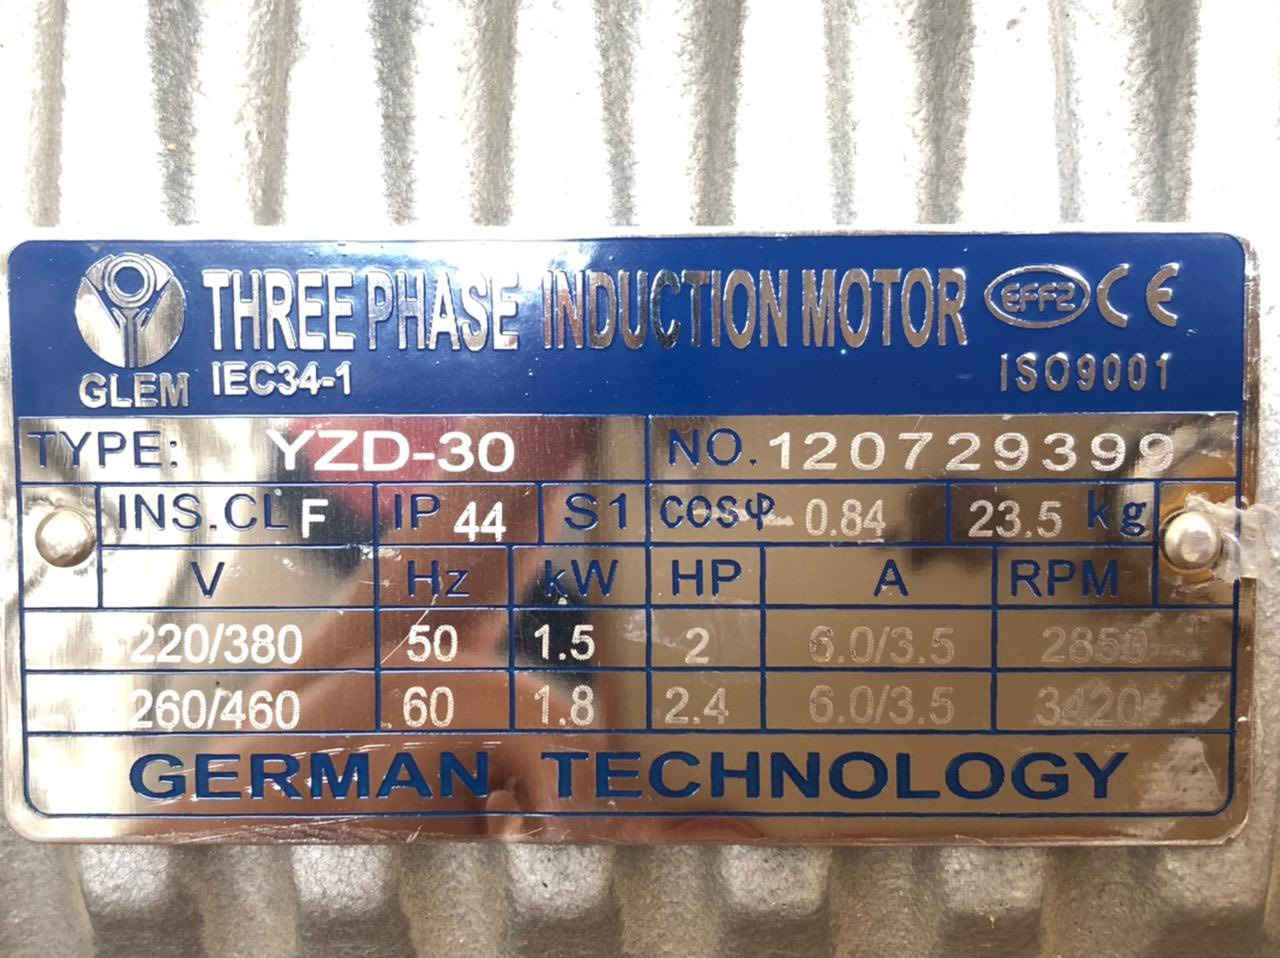 THREE PHASE INDUCTION MOTOR EFF2 CE
GLEM IEC34-1 ISO9001
TYPE: YZD-30 NO. 120729399
INS.CL F IP 44 S1 cosφ 0.84 23.5 kg
V Hz kW HP A RPM
220/380 50 1.5 2 6.0/3.5 2850
260/460 60 1.8 2.4 6.0/3.5 3420
GERMAN TECHNOLOGY